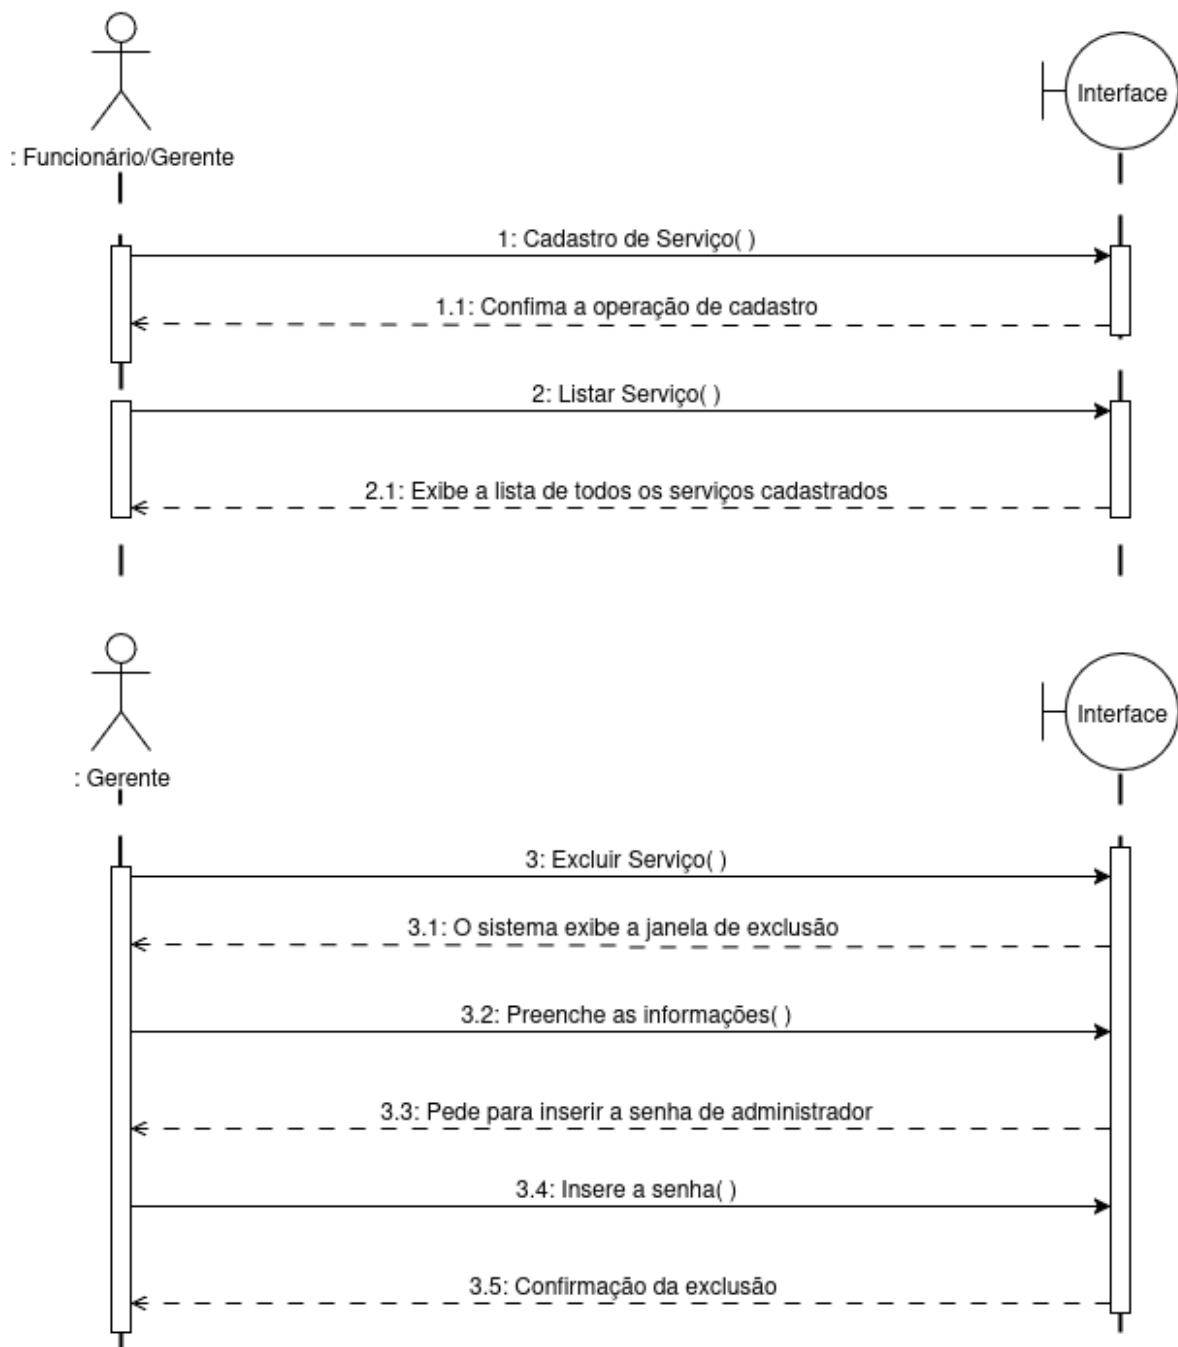 : Funcionário/Gerente
Interface
1: Cadastro de Serviço( )
1.1: Confima a operação de cadastro
2: Listar Serviço( )
2.1: Exibe a lista de todos os serviços cadastrados
: Gerente
Interface
3: Excluir Serviço( )
3.1: O sistema exibe a janela de exclusão
3.2: Preenche as informações( )
3.3: Pede para inserir a senha de administrador
3.4: Insere a senha( )
3.5: Confirmação da exclusão